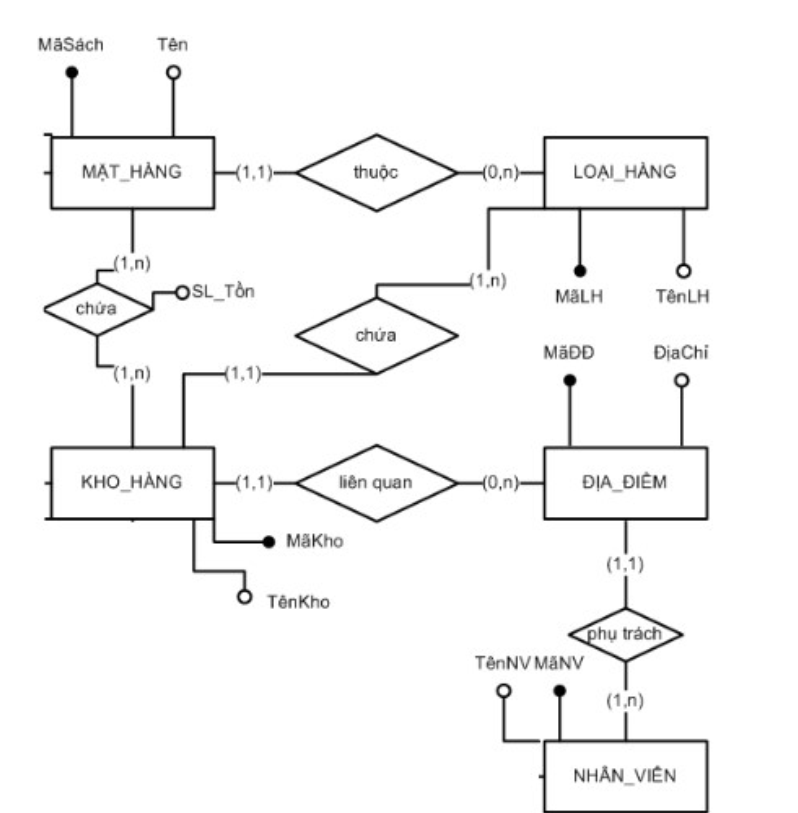 MãSách Tên
MẶT_HÀNG (1,1) thuộc (0,n) LOẠI_HÀNG
(1,n)
SL_Tồn
chứa
(1,n)
chứa
MãLH TênLH
(1,n)
(1,1)
MãĐĐ ĐịaChỉ
KHO_HÀNG (1,1) liên quan (0,n) ĐỊA_ĐIỂM
MãKho
TênKho
(1,1)
phụ trách
TênNV MãNV
(1,n)
NHÂN_VIÊN